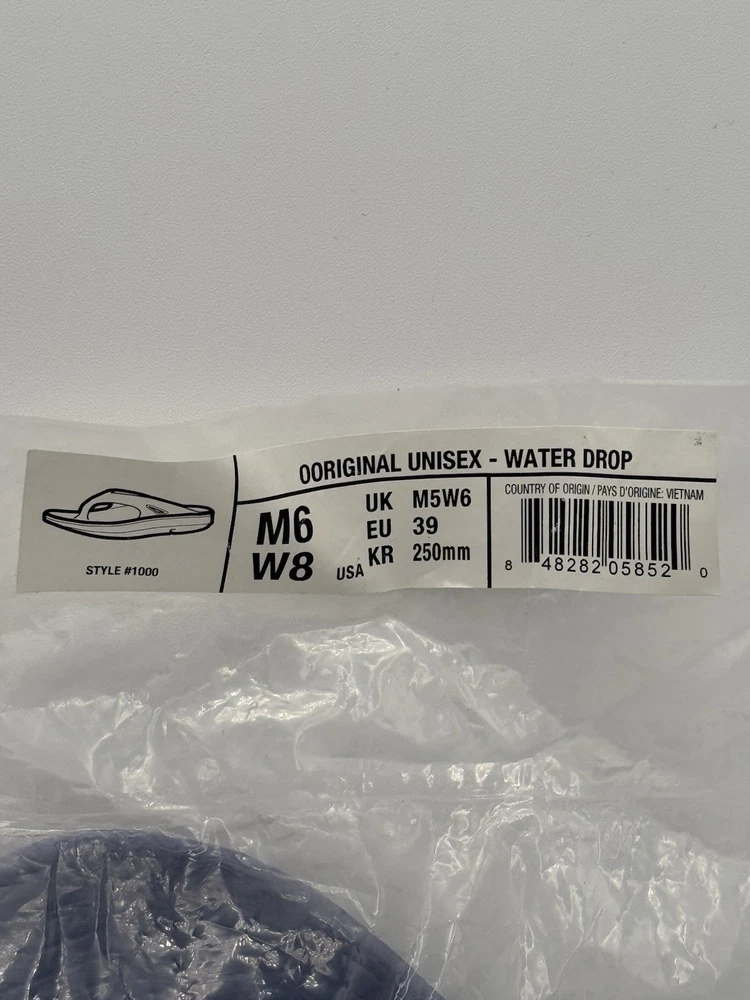 OORIGINAL UNISEX - WATER DROP
STYLE #1000
M6
W8
USA
UK M5W6
EU 39
KR 250mm
COUNTRY OF ORIGIN / PAYS D'ORIGINE: VIETNAM
8 48282 05852 0